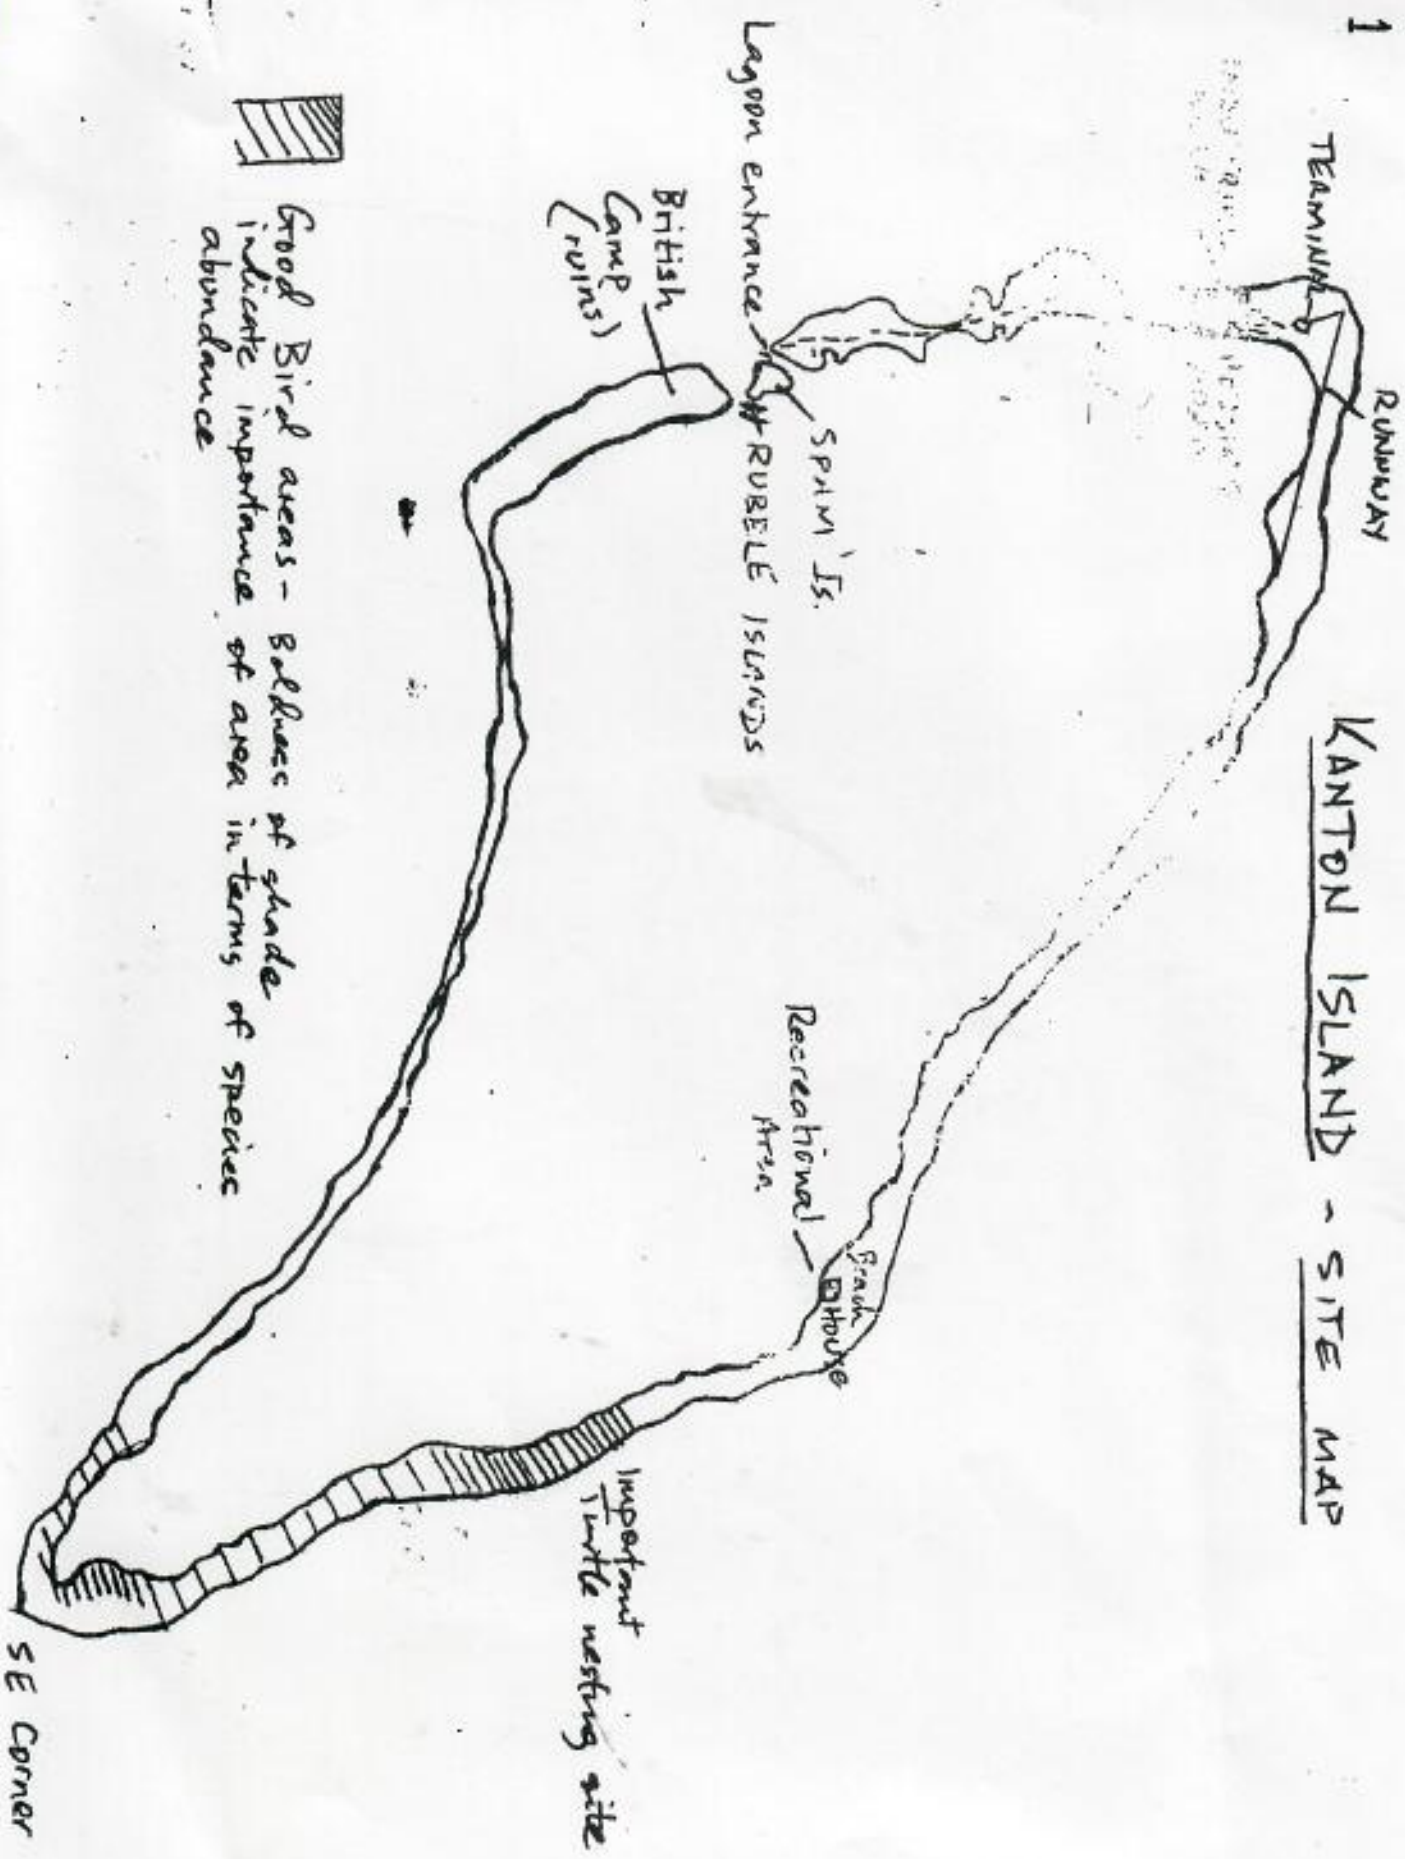 1
KANTON ISLAND - SITE MAP
RUNWAY
TERMINAL
Lagoon entrance
SPAM Is.
RUBBLE ISLANDS
British
Camp
(ruins)
Recreational
Area
Beach
House
Important
Turtle nesting site
SE Corner
Good Bird areas - Boldness of shade
indicate importance of area in terms of species
abundance